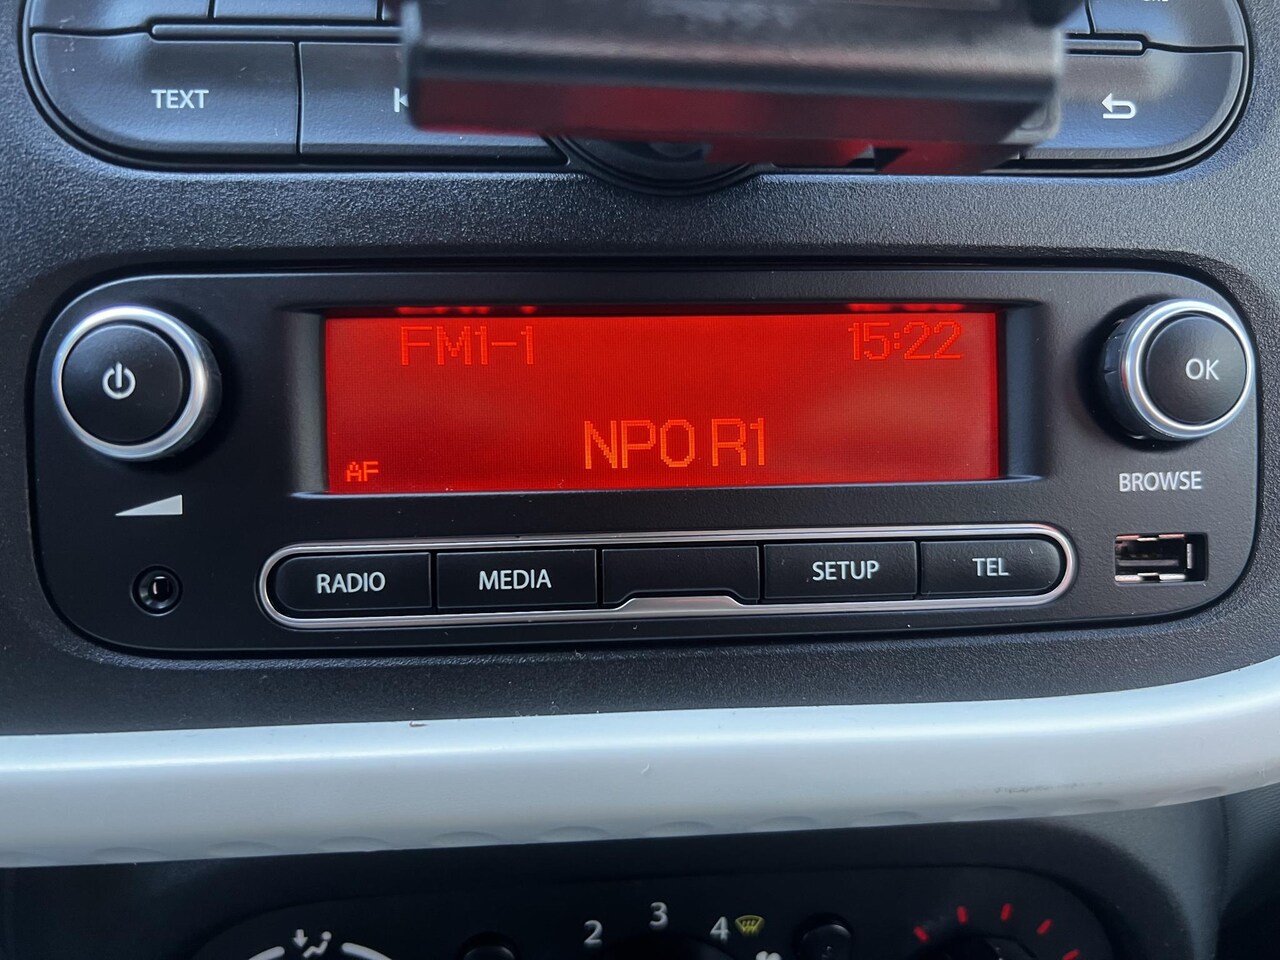 TEXT
FM1-1 15:22
NPO R1
AF
OK
BROWSE
RADIO MEDIA SETUP TEL
2 3 4